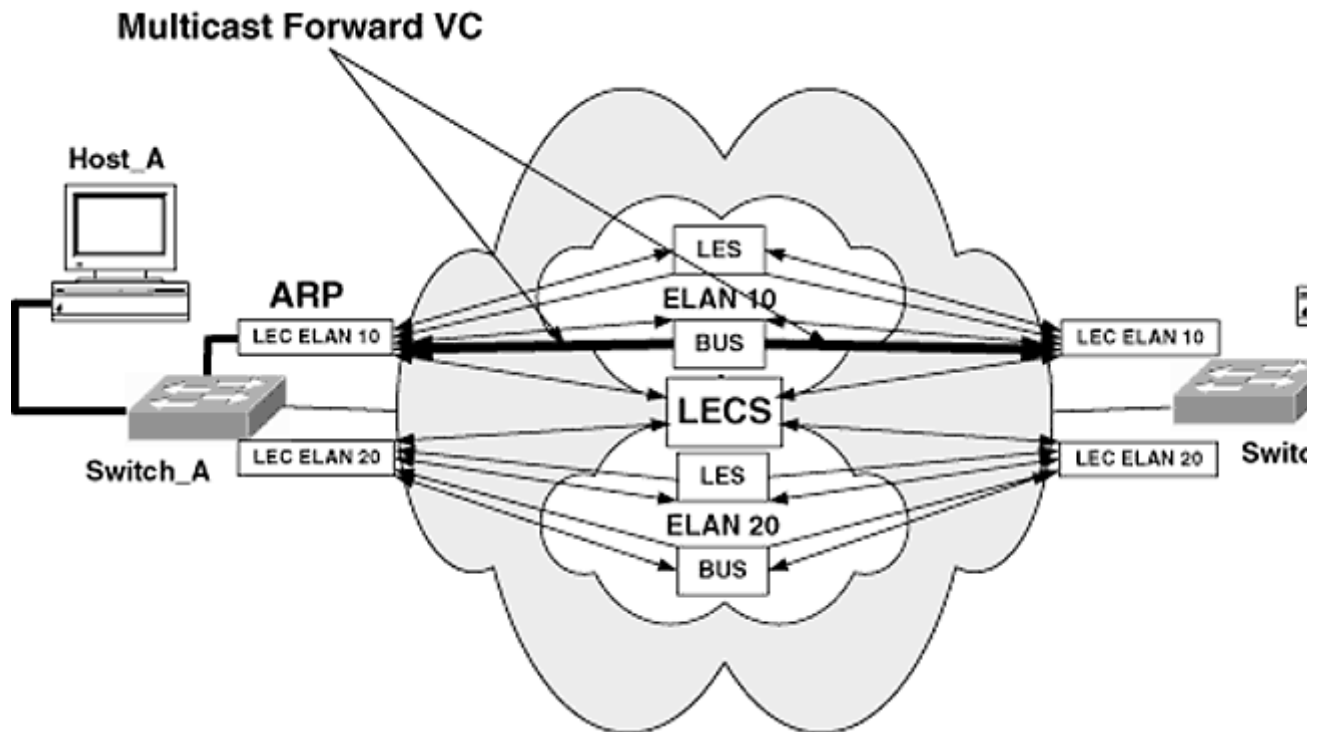 Multicast Forward VC
Host_A
LES
ARP
ELAN 10
LEC ELAN 10
LEC ELAN 10
BUS
LECS
Switch_A
LEC ELAN 20
LES
LEC ELAN 20
ELAN 20
BUS